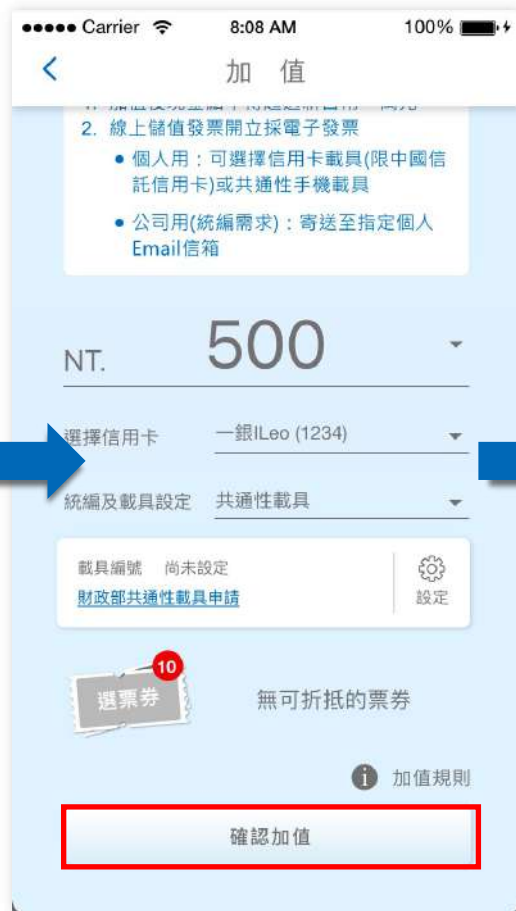 Carrier 8:08 AM 100%
加 值
2. 線上儲值發票開立採電子發票
● 個人用：可選擇信用卡載具(限中國信
託信用卡)或共通性手機載具
● 公司用(統編需求)：寄送至指定個人
Email信箱
NT. 500
選擇信用卡 一銀ILeo (1234)
統編及載具設定 共通性載具
載具編號 尚未設定
財政部共通性載具申請
設定
10
選票券
無可折抵的票券
i 加值規則
確認加值